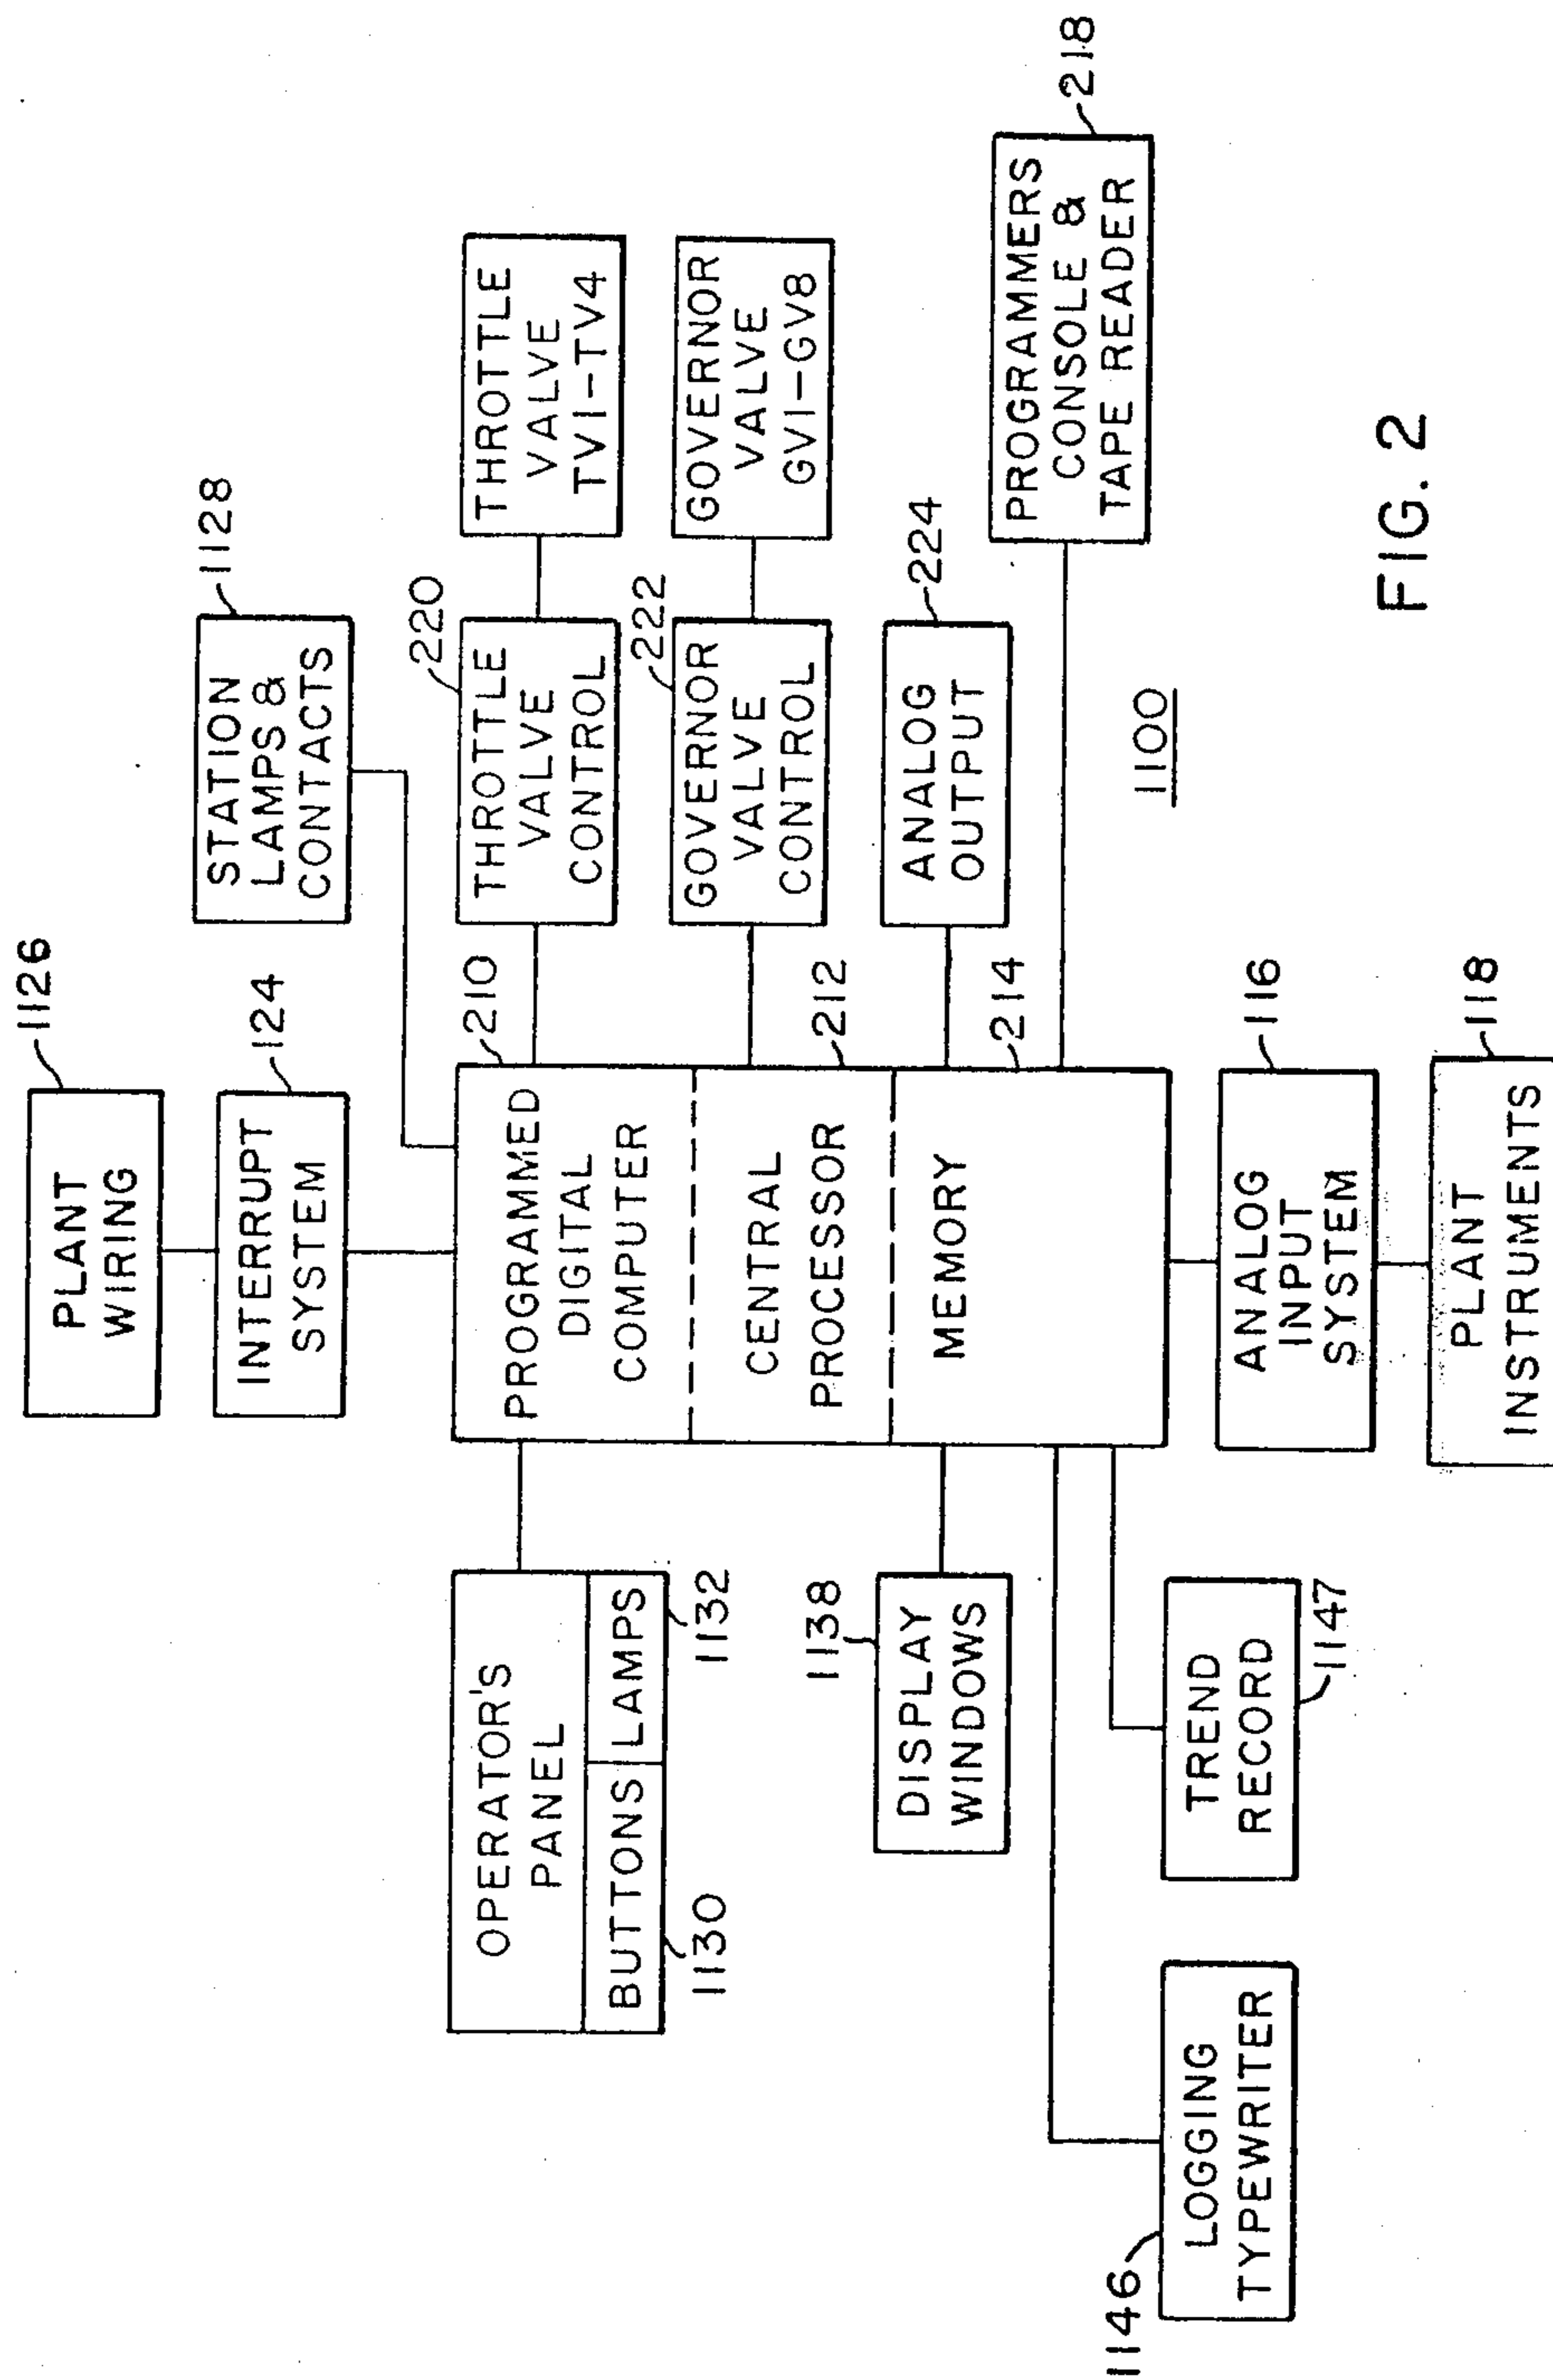 1126
PLANT
WIRING
124
INTERRUPT
SYSTEM
1128
STATION
LAMPS &
CONTACTS
OPERATOR'S
PANEL
BUTTONS
LAMPS
1130
1132
210
PROGRAMMED
DIGITAL
COMPUTER
220
THROTTLE
VALVE
CONTROL
THROTTLE
VALVE
TV1-TV4
212
CENTRAL
PROCESSOR
222
GOVERNOR
VALVE
CONTROL
GOVERNOR
VALVE
GV1-GV8
1138
DISPLAY
WINDOWS
214
MEMORY
224
ANALOG
OUTPUT
218
PROGRAMMERS
CONSOLE &
TAPE READER
1146
LOGGING
TYPEWRITER
TREND
RECORD
1147
116
ANALOG
INPUT
SYSTEM
118
PLANT
INSTRUMENTS
1100
FIG. 2